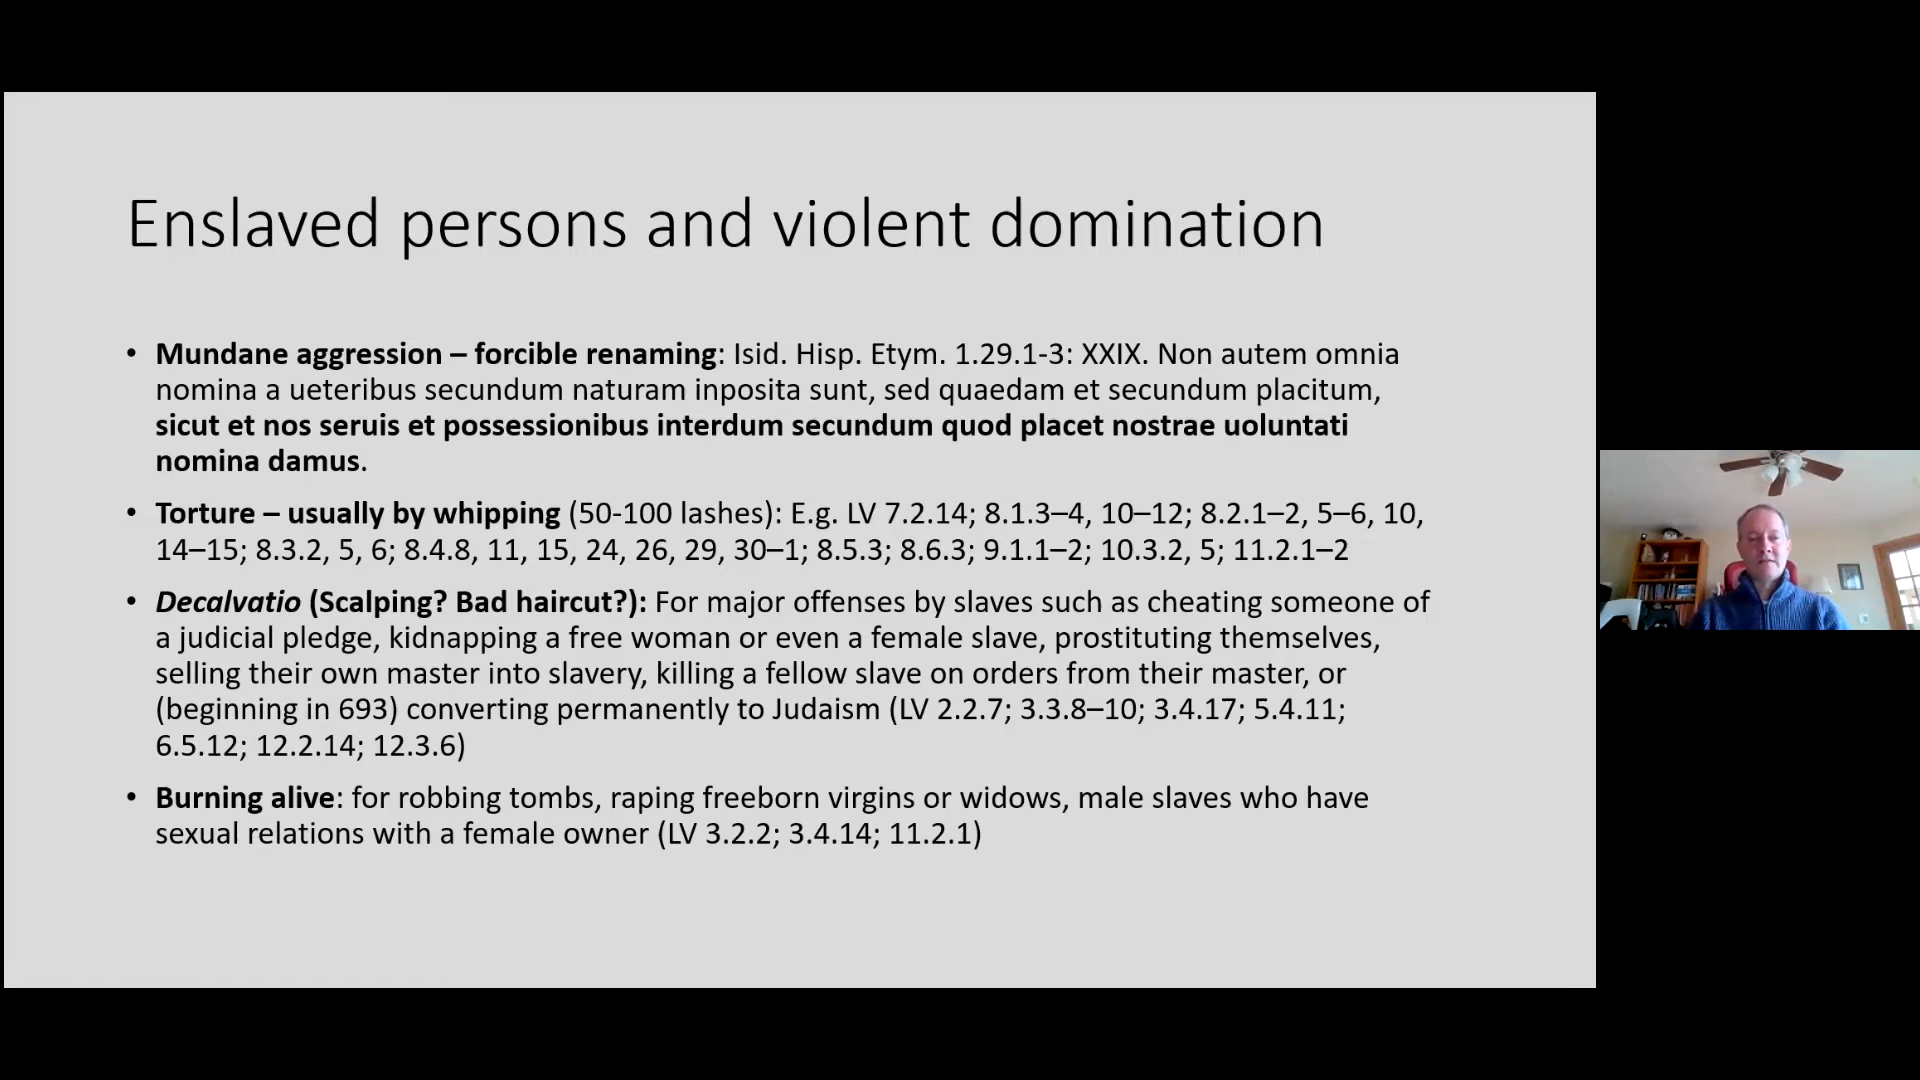 Enslaved persons and violent domination
• Mundane aggression – forcible renaming: Isid. Hisp. Etym. 1.29.1-3: XXIX. Non autem omnia
nomina a ueteribus secundum naturam inposita sunt, sed quaedam et secundum placitum,
sicut et nos seruis et possessionibus interdum secundum quod placet nostrae uoluntati
nomina damus.
• Torture – usually by whipping (50-100 lashes): E.g. LV 7.2.14; 8.1.3–4, 10–12; 8.2.1–2, 5–6, 10,
14–15; 8.3.2, 5, 6; 8.4.8, 11, 15, 24, 26, 29, 30–1; 8.5.3; 8.6.3; 9.1.1–2; 10.3.2, 5; 11.2.1–2
• Decalvatio (Scalping? Bad haircut?): For major offenses by slaves such as cheating someone of
a judicial pledge, kidnapping a free woman or even a female slave, prostituting themselves,
selling their own master into slavery, killing a fellow slave on orders from their master, or
(beginning in 693) converting permanently to Judaism (LV 2.2.7; 3.3.8–10; 3.4.17; 5.4.11;
6.5.12; 12.2.14; 12.3.6)
• Burning alive: for robbing tombs, raping freeborn virgins or widows, male slaves who have
sexual relations with a female owner (LV 3.2.2; 3.4.14; 11.2.1)